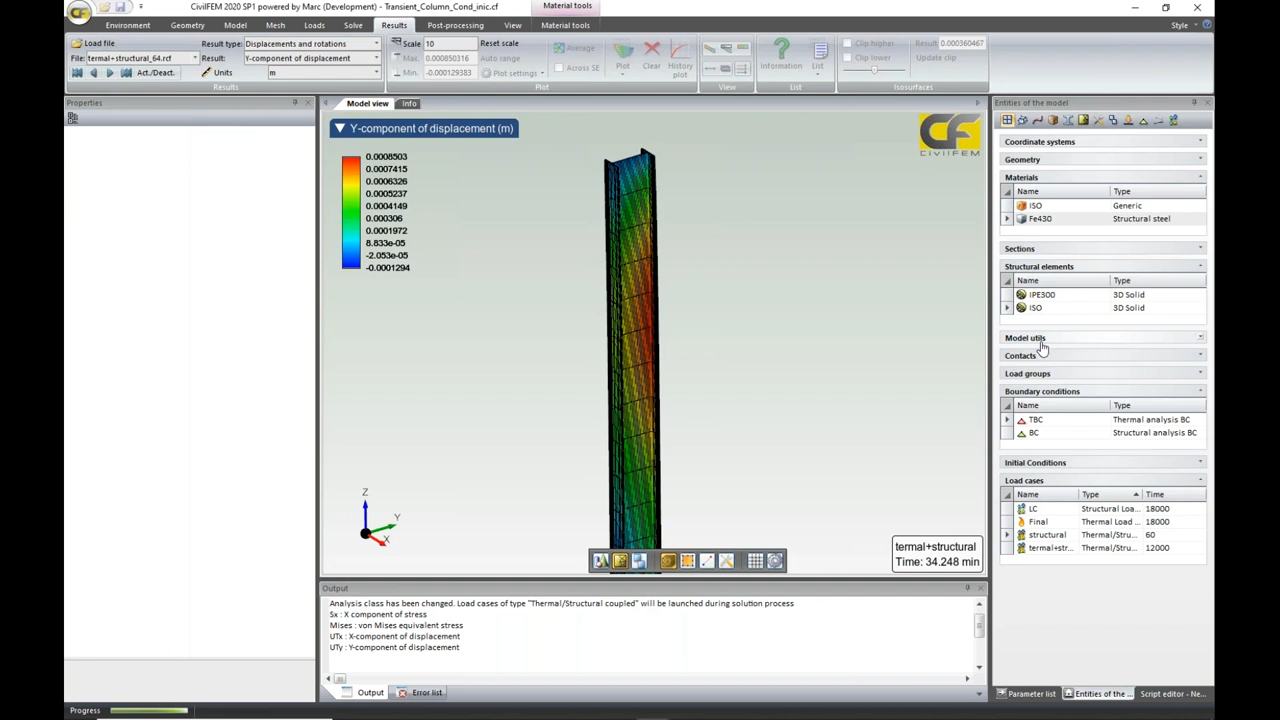 CivilFEM 2020 SP1 powered by Marc (Development) - Transient_Column_Cond_inic.cf
Material tools
Environment Geometry Model Mesh Loads Solve Results Post-processing View Material tools Style
Load file Result type: Displacements and rotations Scale 10 Reset scale Average Clip higher Result: 0.000360467
File: termal+structural_64.rcf Result: Y-component of displacement Max. 0.000850316 Auto range Across SE Plot Clear History plot Information List Clip lower Update clip
Act./Deact. Units m Min. -0.000129383 Plot settings
Results Plot View List Isosurfaces
Properties
Model view Info
Y-component of displacement (m)
CF
CIVILFEM
0.0008503
0.0007415
0.0006326
0.0005237
0.0004149
0.000306
0.0001972
8.833e-05
-2.053e-05
-0.0001294
Z
Y
X
termal+structural
Time: 34.248 min
Output
Analysis class has been changed. Load cases of type "Thermal/Structural coupled" will be launched during solution process
Sx : X component of stress
Mises : von Mises equivalent stress
UTx : X-component of displacement
UTy : Y-component of displacement
Output Error list
Entities of the model
Coordinate systems
Geometry
Materials
Name Type
ISO Generic
Fe430 Structural steel
Sections
Structural elements
Name Type
IPE300 3D Solid
ISO 3D Solid
Model utils
Contacts
Load groups
Boundary conditions
Name Type
TBC Thermal analysis BC
BC Structural analysis BC
Initial Conditions
Load cases
Name Type Time
LC Structural Loa... 18000
Final Thermal Load ... 18000
structural Thermal/Stru... 60
termal+str... Thermal/Stru... 12000
Parameter list Entities of the ... Script editor - Ne...
Progress